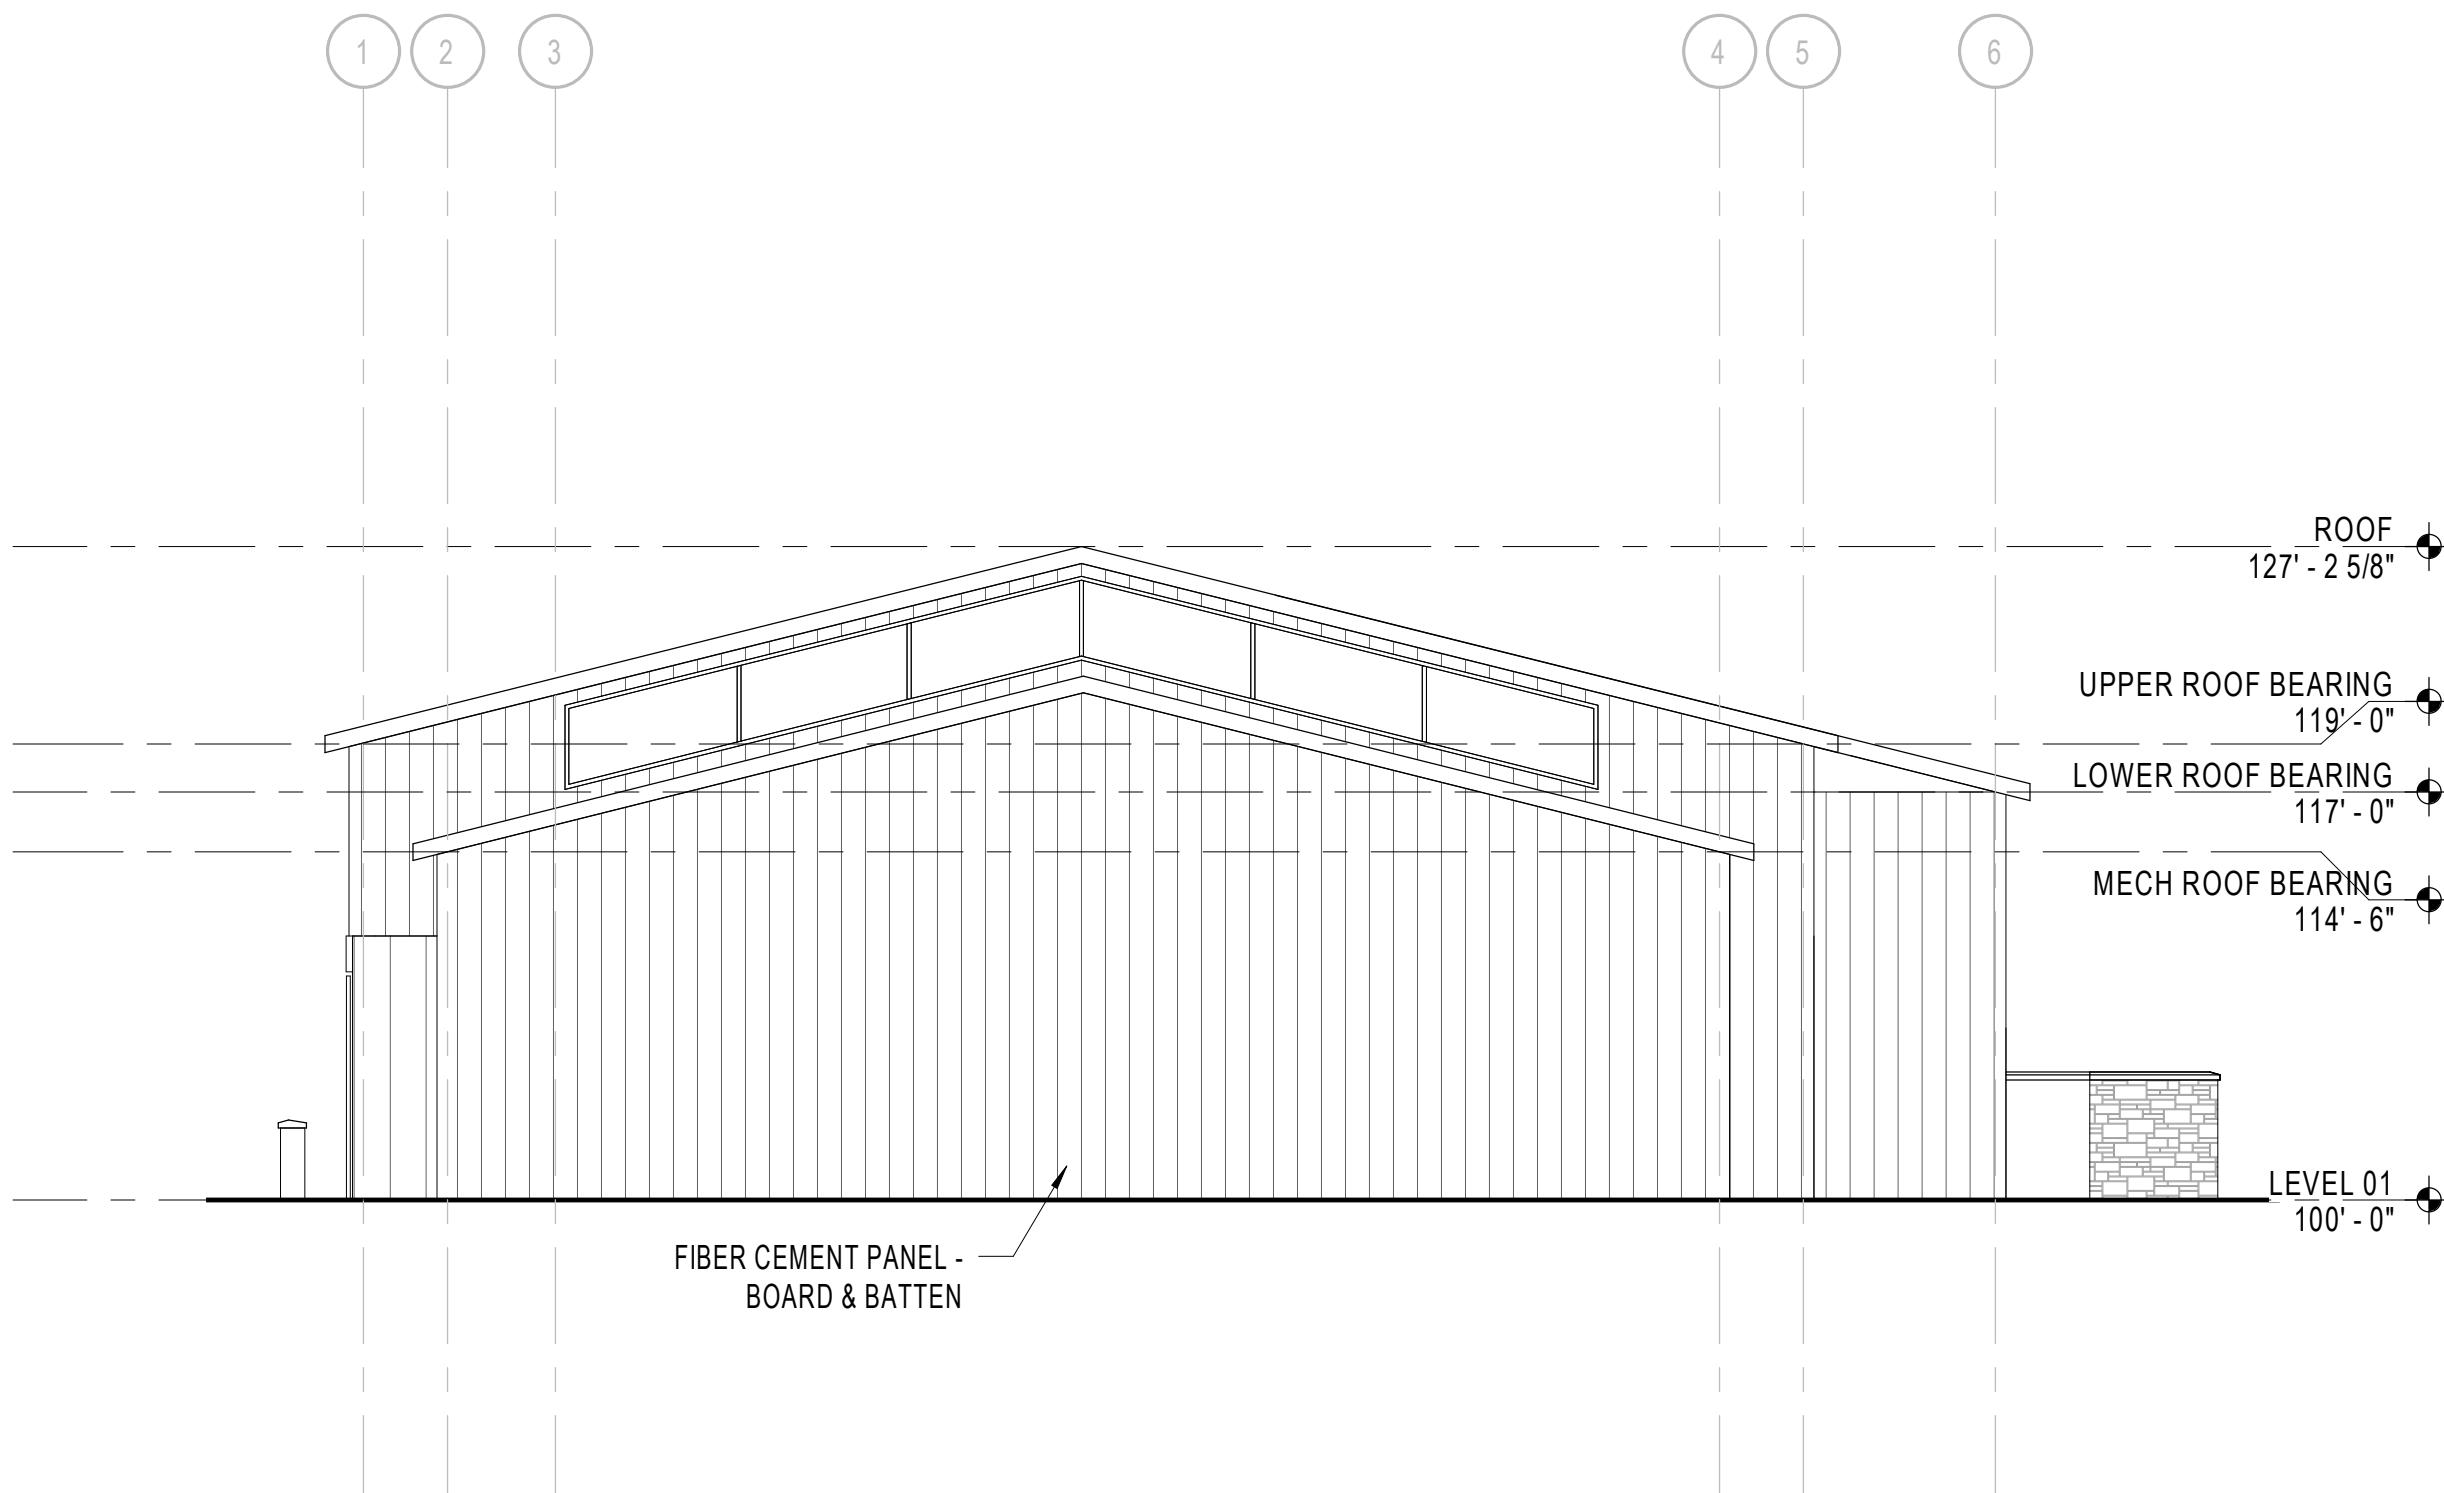 1
2
3
4
5
6
ROOF
127' - 2 5/8"
UPPER ROOF BEARING
119' - 0"
LOWER ROOF BEARING
117' - 0"
MECH ROOF BEARING
114' - 6"
LEVEL 01
100' - 0"
FIBER CEMENT PANEL -
BOARD & BATTEN